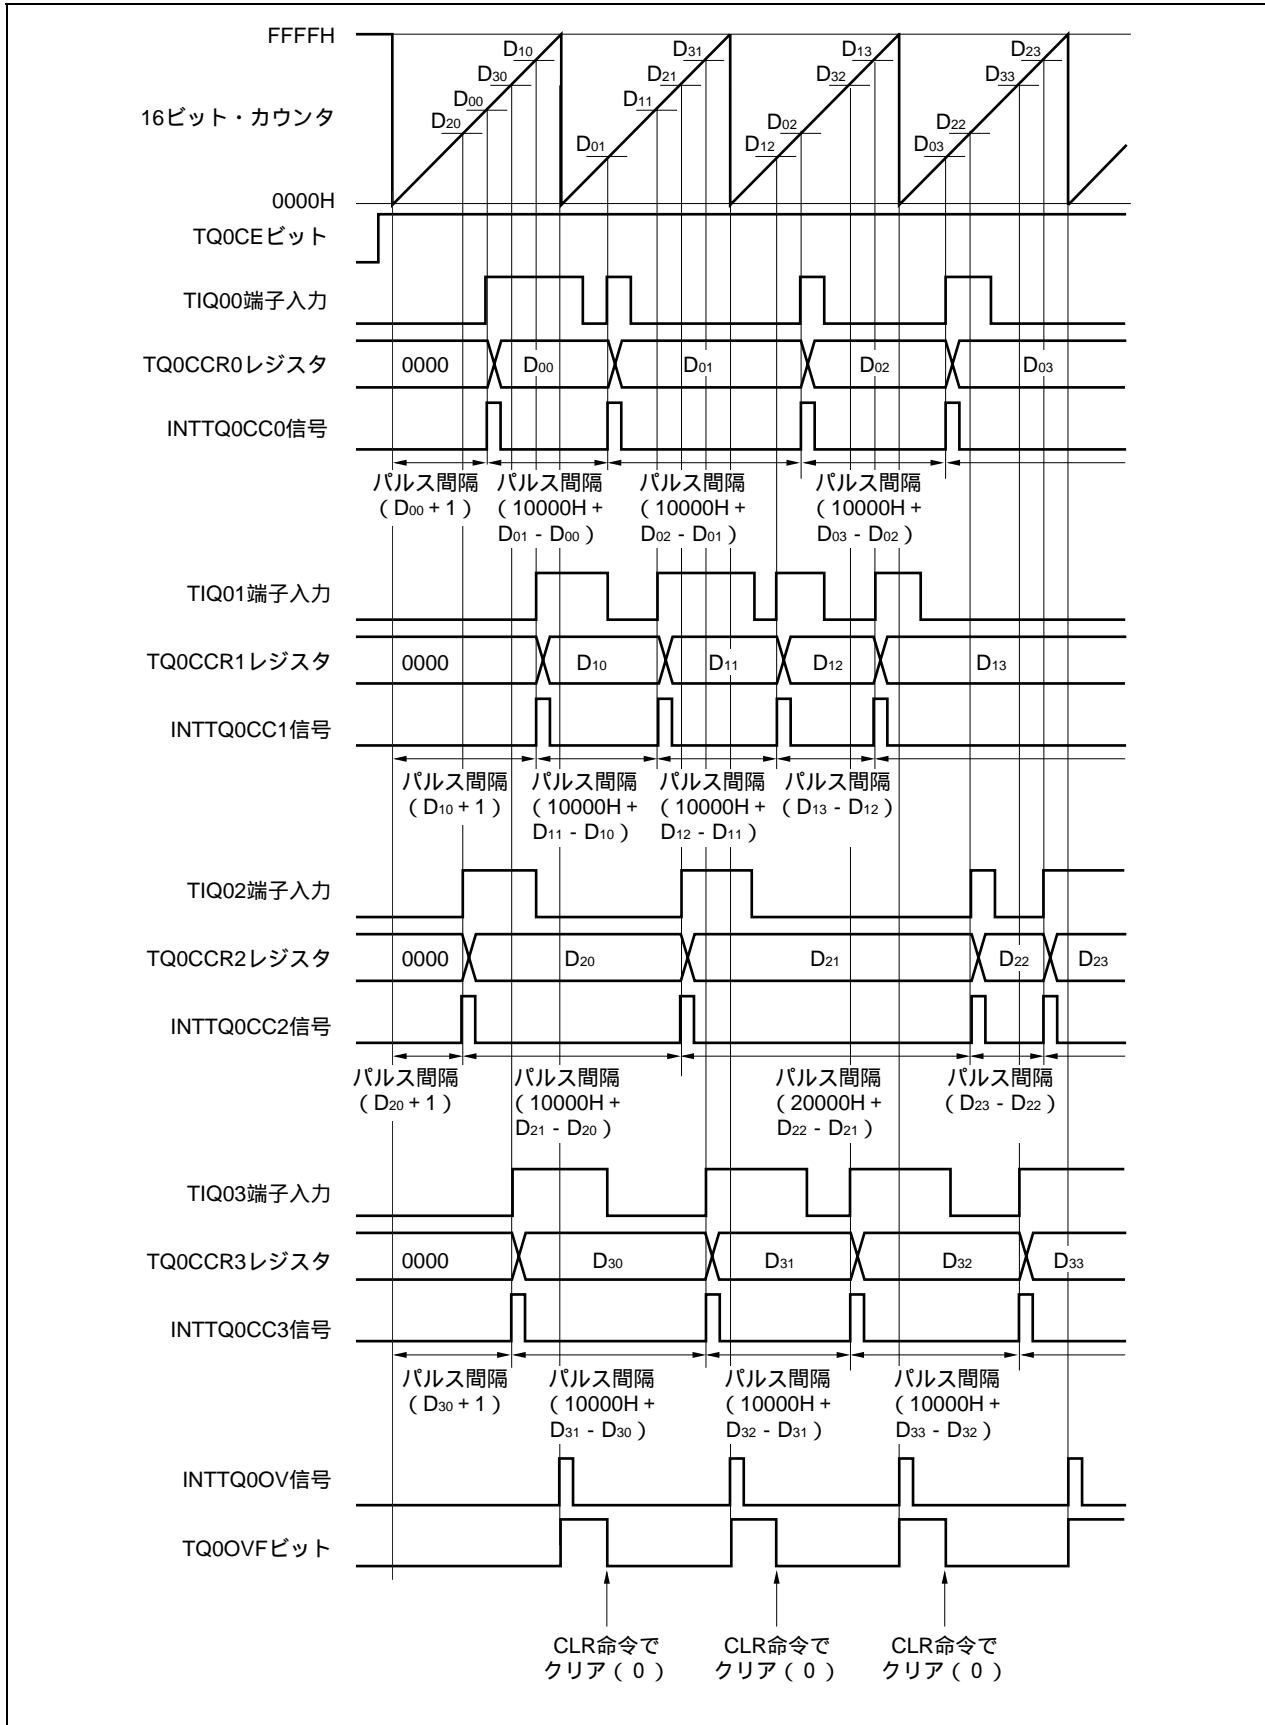 FFFFH
D10
D31
D13
D23
D30
D21
D32
D33
16ビット・カウンタ
D00
D11
D20
D02
D22
D01
D12
D03
0000H
TQ0CEビット
TIQ00端子入力
TQ0CCR0レジスタ
0000
D00
D01
D02
D03
INTTQ0CC0信号
パルス間隔
(D00 + 1)
パルス間隔
(10000H +
D01 - D00)
パルス間隔
(10000H +
D02 - D01)
パルス間隔
(10000H +
D03 - D02)
TIQ01端子入力
TQ0CCR1レジスタ
0000
D10
D11
D12
D13
INTTQ0CC1信号
パルス間隔
(D10 + 1)
パルス間隔
(10000H +
D11 - D10)
パルス間隔
(10000H +
D12 - D11)
パルス間隔
(D13 - D12)
TIQ02端子入力
TQ0CCR2レジスタ
0000
D20
D21
D22
D23
INTTQ0CC2信号
パルス間隔
(D20 + 1)
パルス間隔
(10000H +
D21 - D20)
パルス間隔
(20000H +
D22 - D21)
パルス間隔
(D23 - D22)
TIQ03端子入力
TQ0CCR3レジスタ
0000
D30
D31
D32
D33
INTTQ0CC3信号
パルス間隔
(D30 + 1)
パルス間隔
(10000H +
D31 - D30)
パルス間隔
(10000H +
D32 - D31)
パルス間隔
(10000H +
D33 - D32)
INTTQ0OV信号
TQ0OVFビット
CLR命令で
クリア(0)
CLR命令で
クリア(0)
CLR命令で
クリア(0)